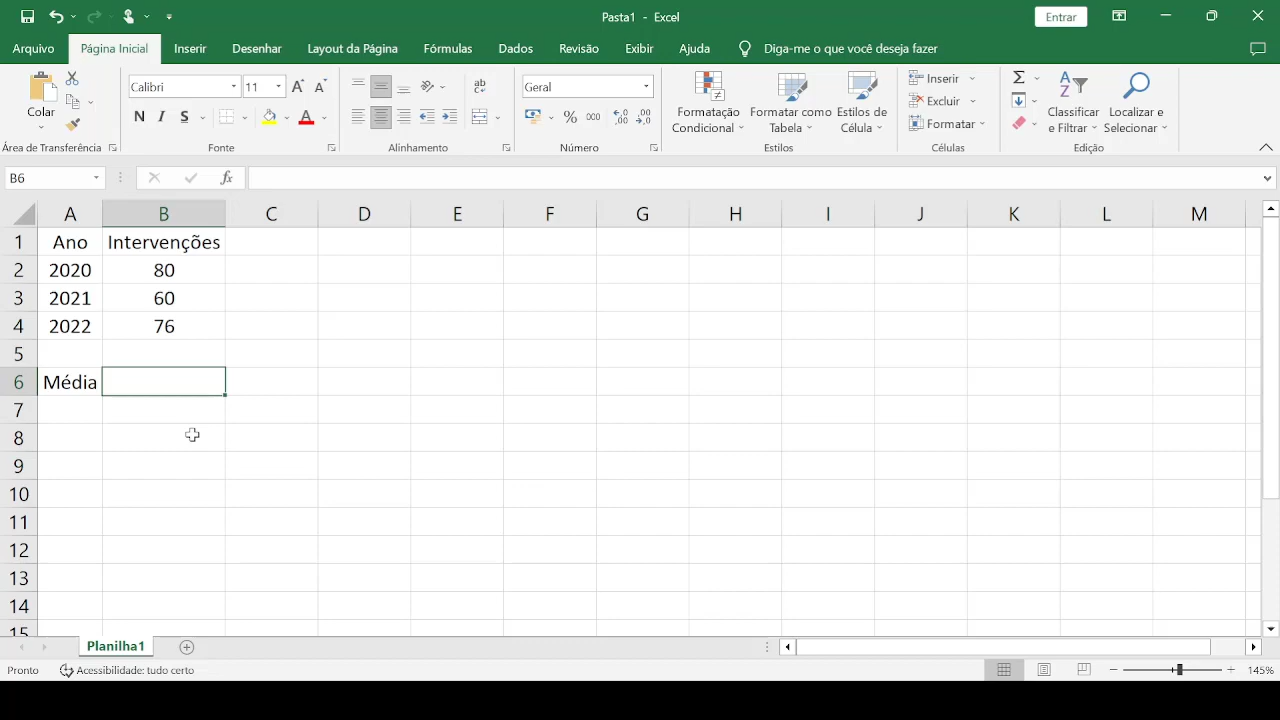 Pasta1 - Excel
Entrar
Arquivo Página Inicial Inserir Desenhar Layout da Página Fórmulas Dados Revisão Exibir Ajuda Diga-me o que você deseja fazer
Colar
Área de Transferência
Calibri 11
N I S A
Fonte
ab
Alinhamento
Geral
% 000
Número
Formatação Condicional
Formatar como Tabela
Estilos de Célula
Estilos
Inserir
Excluir
Formatar
Células
Σ
Classificar e Filtrar
Localizar e Selecionar
Edição
B6 fx
A B C D E F G H I J K L M
1 Ano Intervenções
2 2020 80
3 2021 60
4 2022 76
5
6 Média
7
8
9
10
11
12
13
14
15
Planilha1
Pronto Acessibilidade: tudo certo 145%